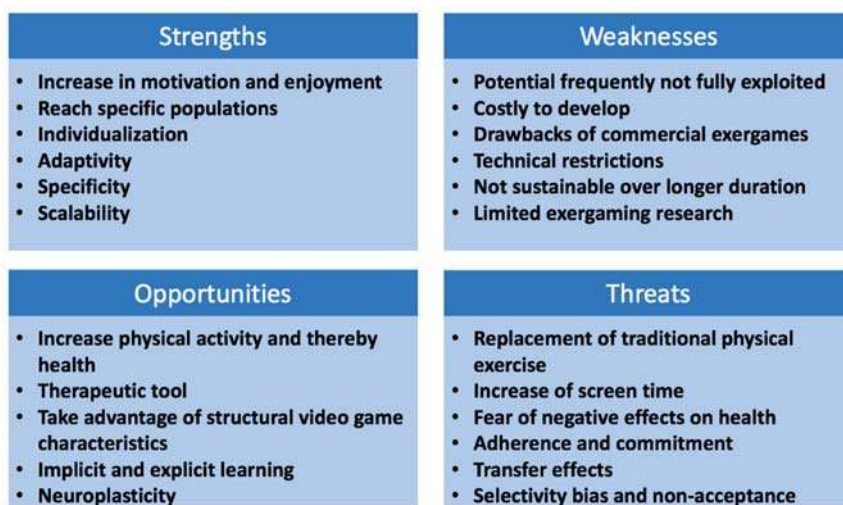 Strengths
• Increase in motivation and enjoyment
• Reach specific populations
• Individualization
• Adaptivity
• Specificity
• Scalability
Weaknesses
• Potential frequently not fully exploited
• Costly to develop
• Drawbacks of commercial exergames
• Technical restrictions
• Not sustainable over longer duration
• Limited exergaming research
Opportunities
• Increase physical activity and thereby
health
• Therapeutic tool
• Take advantage of structural video game
characteristics
• Implicit and explicit learning
• Neuroplasticity
Threats
• Replacement of traditional physical
exercise
• Increase of screen time
• Fear of negative effects on health
• Adherence and commitment
• Transfer effects
• Selectivity bias and non-acceptance